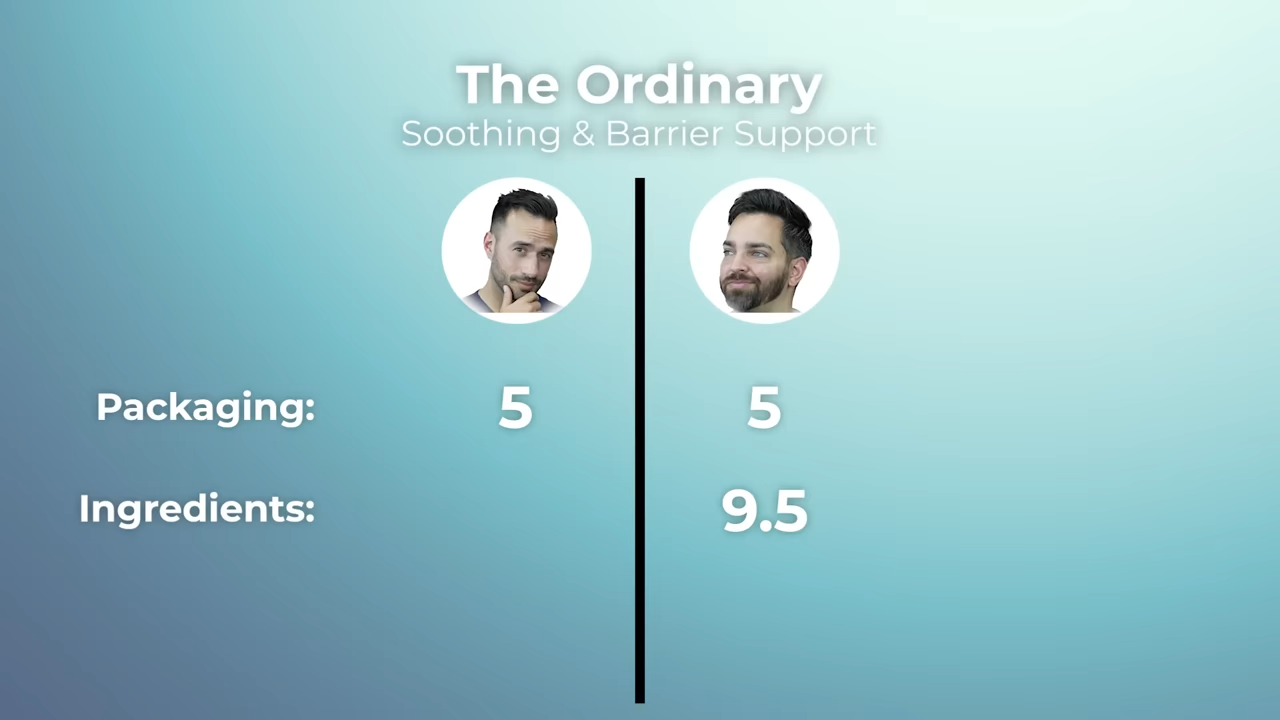 The Ordinary
Soothing & Barrier Support
Packaging: 5 5
Ingredients: 9.5